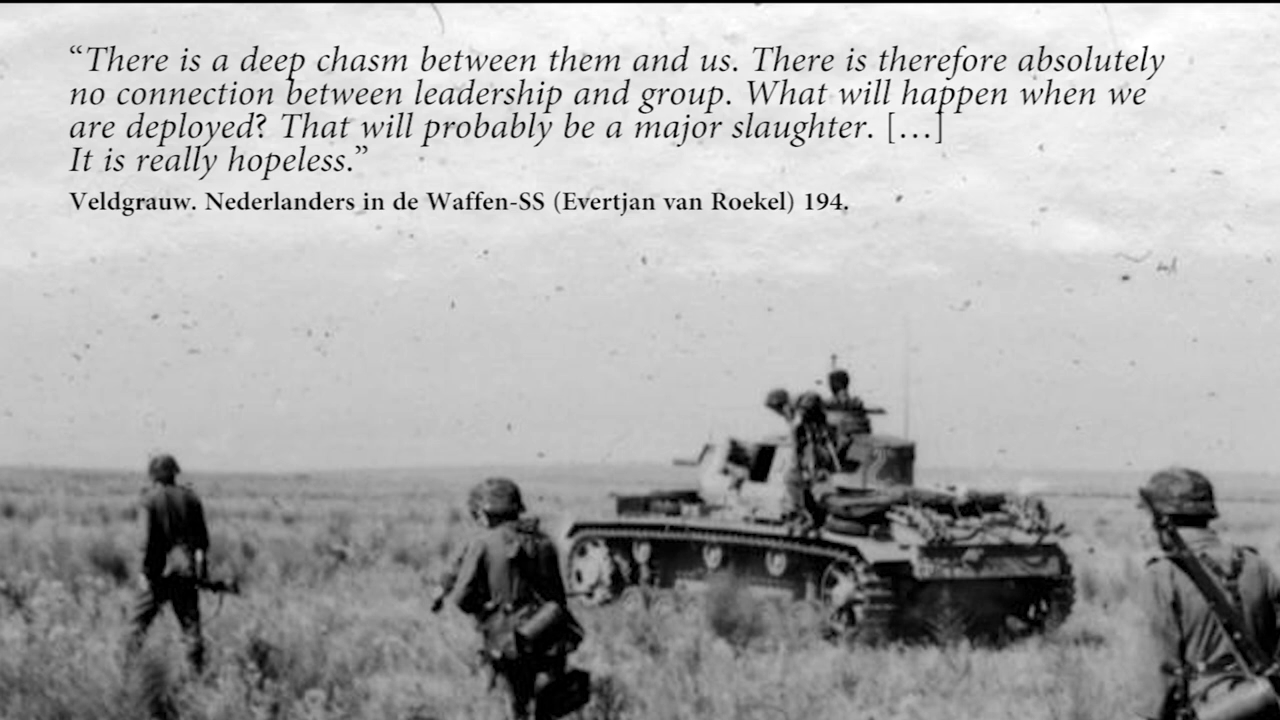 “There is a deep chasm between them and us. There is therefore absolutely
no connection between leadership and group. What will happen when we
are deployed? That will probably be a major slaughter. […]
It is really hopeless.”
Veldgrauw. Nederlanders in de Waffen-SS (Evertjan van Roekel) 194.